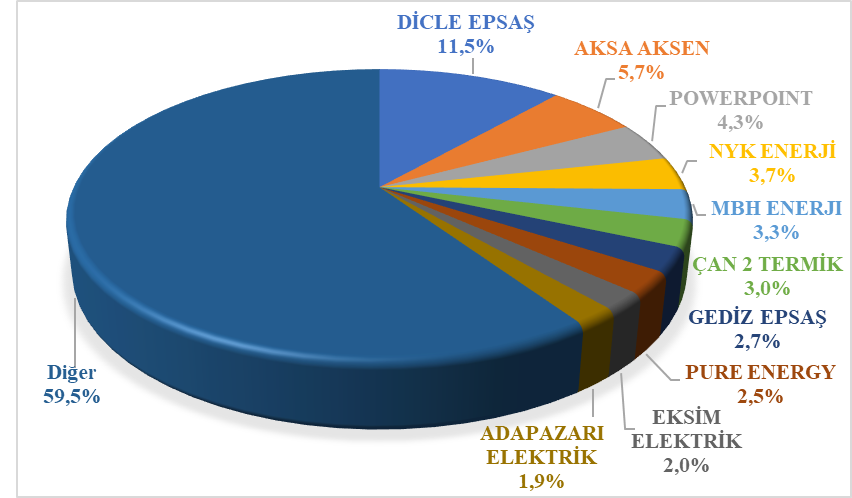 DİCLE EPSAŞ
11,5%
AKSA AKSEN
5,7%
POWERPOINT
4,3%
NYK ENERJİ
3,7%
MBH ENERJI
3,3%
ÇAN 2 TERMİK
3,0%
GEDİZ EPSAŞ
2,7%
PURE ENERGY
2,5%
EKSİM
ELEKTRİK
2,0%
ADAPAZARI
ELEKTRİK
1,9%
Diğer
59,5%